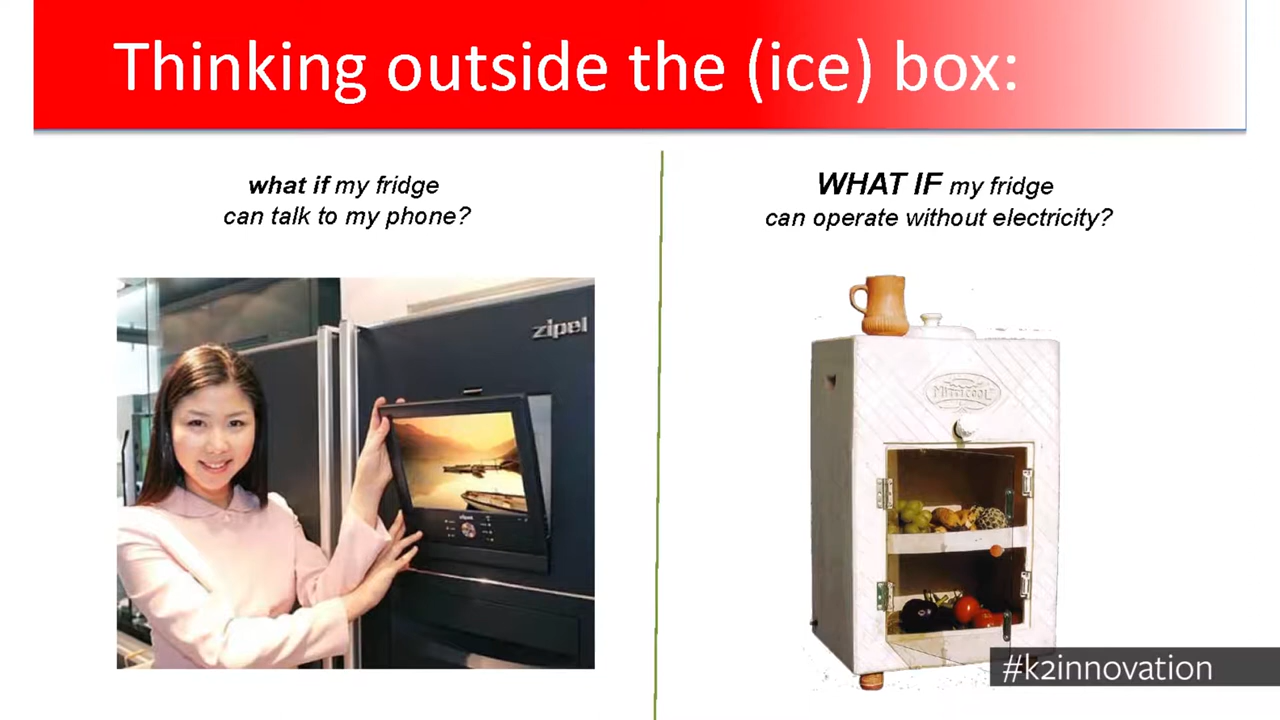 Thinking outside the (ice) box:
what if my fridge
can talk to my phone?
WHAT IF my fridge
can operate without electricity?
zipel
MITTICOOL
#k2innovation